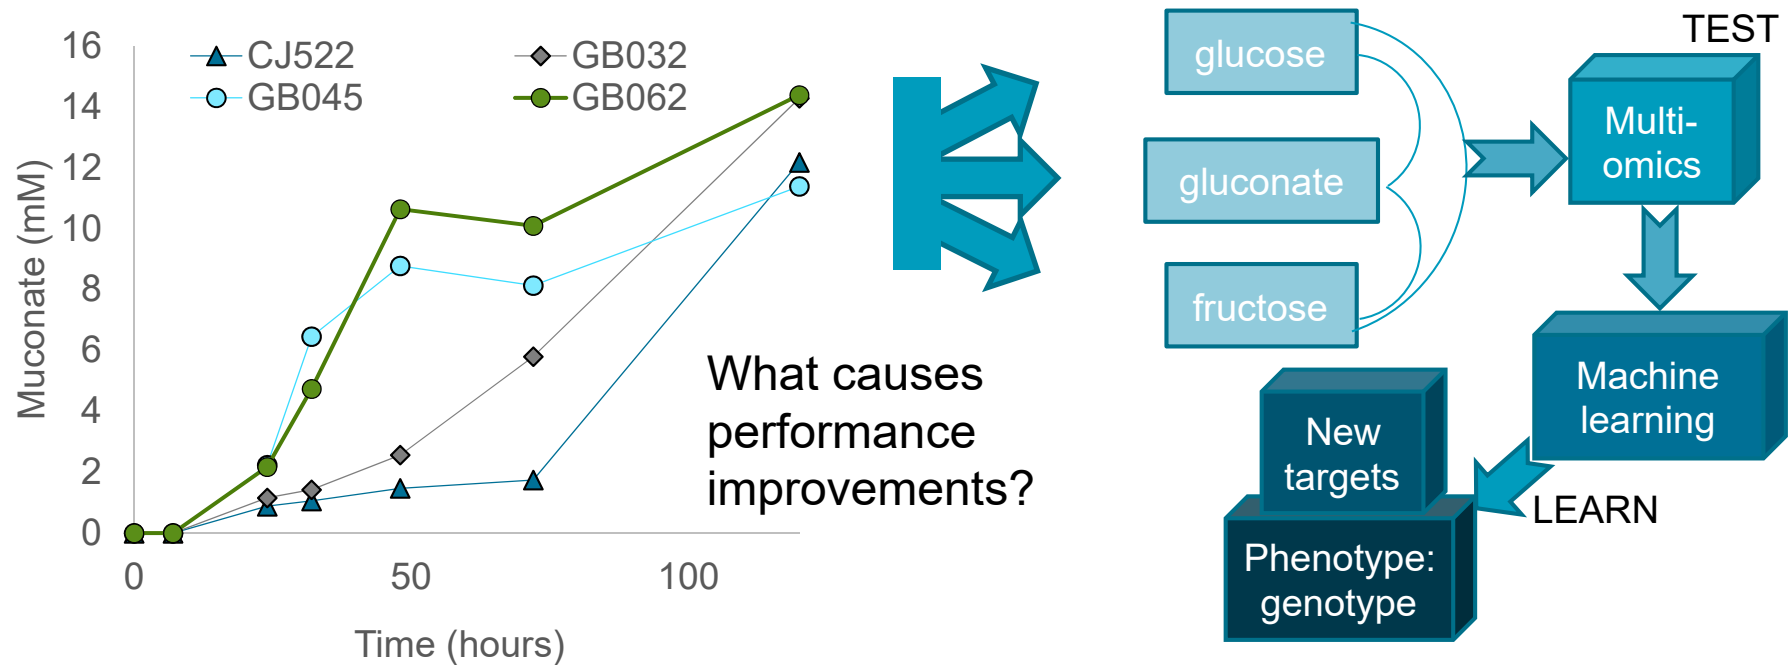 16
14
12
10
8
6
4
2
0
Muconate (mM)
CJ522
GB032
GB045
GB062
0
50
100
Time (hours)
What causes
performance
improvements?
glucose
gluconate
fructose
TEST
Multi-
omics
Machine
learning
LEARN
New
targets
Phenotype:
genotype